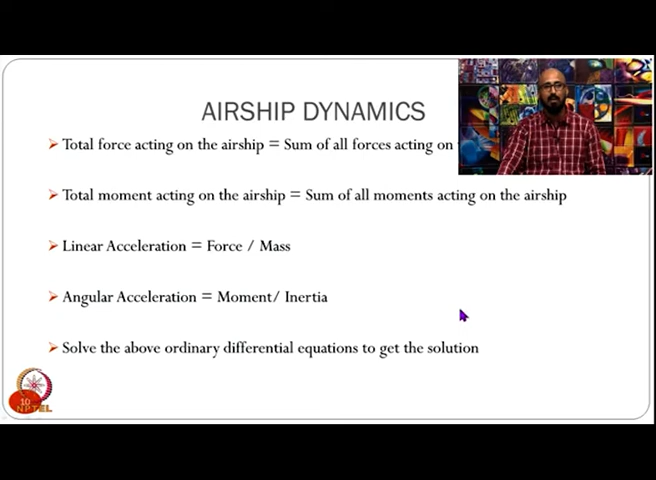 AIRSHIP DYNAMICS
Total force acting on the airship = Sum of all forces acting on
Total moment acting on the airship = Sum of all moments acting on the airship
Linear Acceleration = Force / Mass
Angular Acceleration = Moment/ Inertia
Solve the above ordinary differential equations to get the solution
10
NPTEL